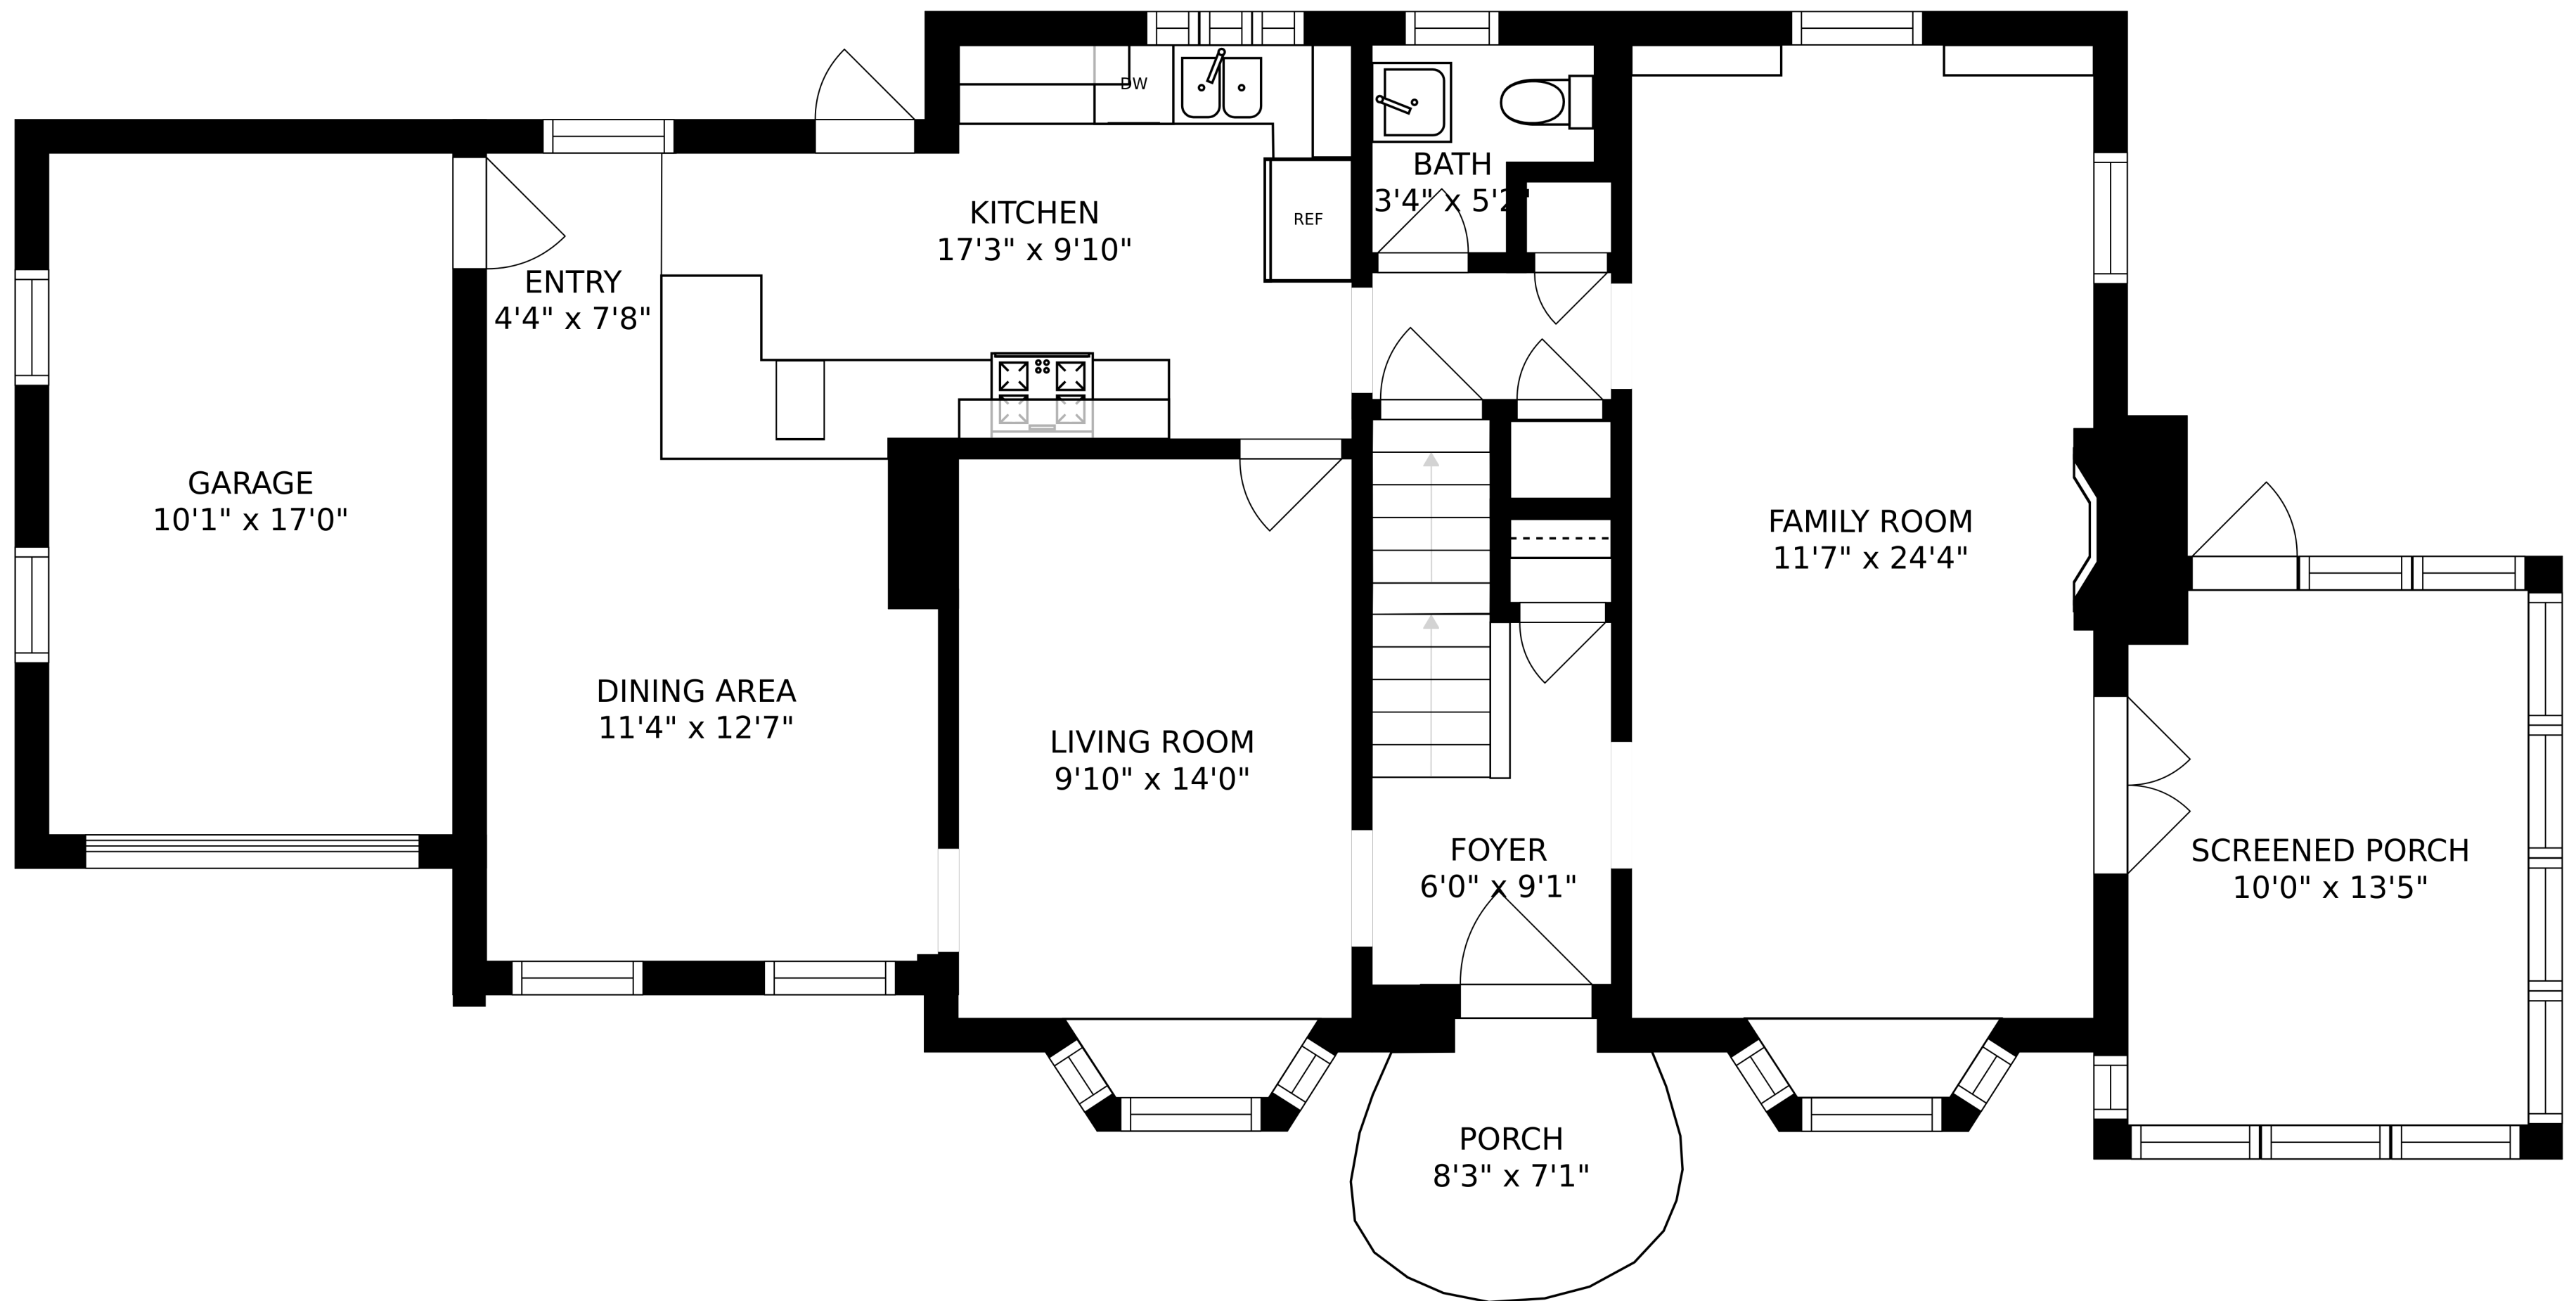 DW
BATH
3'4" x 5'2"
KITCHEN
17'3" x 9'10"
REF
ENTRY
4'4" x 7'8"
GARAGE
10'1" x 17'0"
FAMILY ROOM
11'7" x 24'4"
DINING AREA
11'4" x 12'7"
LIVING ROOM
9'10" x 14'0"
FOYER
6'0" x 9'1"
SCREENED PORCH
10'0" x 13'5"
PORCH
8'3" x 7'1"